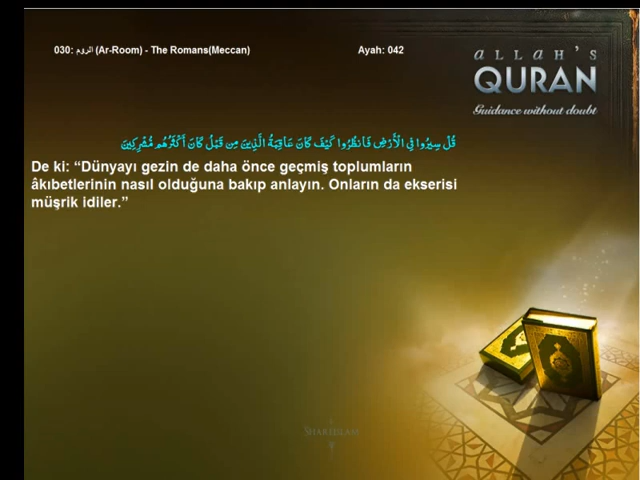 030: الروم (Ar-Room) - The Romans(Meccan) Ayah: 042
ALLAH'S
QURAN
Guidance without doubt
قُلْ سِيرُوا فِي الْأَرْضِ فَانظُرُوا كَيْفَ كَانَ عَاقِبَةُ الَّذِينَ مِن قَبْلُ كَانَ أَكْثَرُهُم مُّشْرِكِينَ
De ki: “Dünyayı gezin de daha önce geçmiş toplumların
âkıbetlerinin nasıl olduğuna bakıp anlayın. Onların da ekserisi
müşrik idiler.”
SHAREISLAM